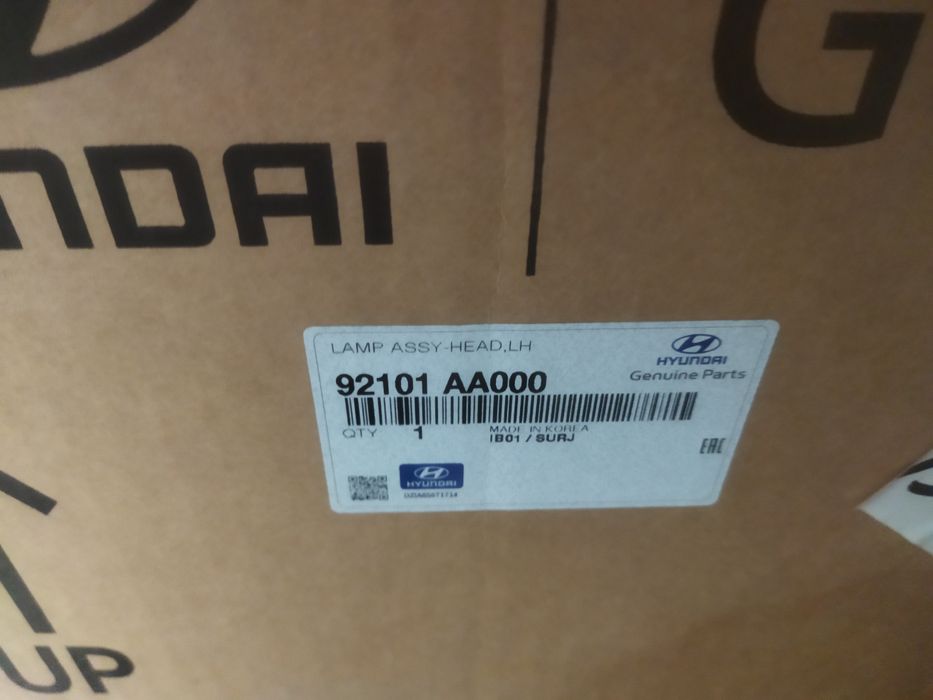 NDAI
G
LAMP ASSY-HEAD,LH
HYUNDAI
Genuine Parts
92101 AA000
QTY 1
MADE IN KOREA
IB01 / SURJ
EAC
HYUNDAI
UP